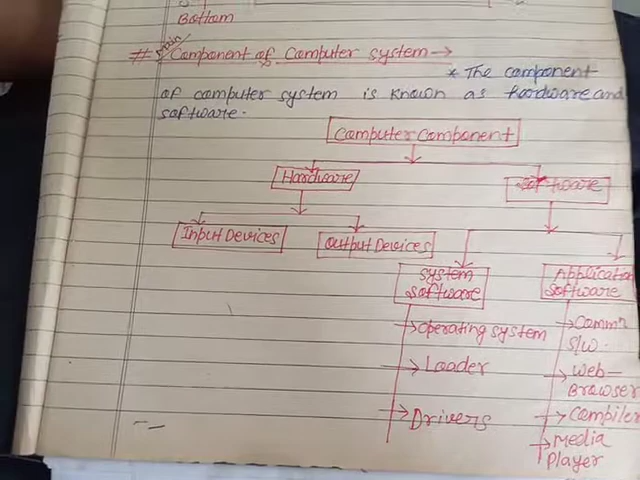 Bottom
# Main Component of Computer system →
* The component
of computer system is known as hardware and
software.
Computer Component
Hardware
Software
Input Devices
Output Devices
System
Software
Application
Software
→ Operating system
→ Loader
→ Drivers
→ Commn
S/W.
→ Web-
Browser
→ Compiler
→ Media
Player